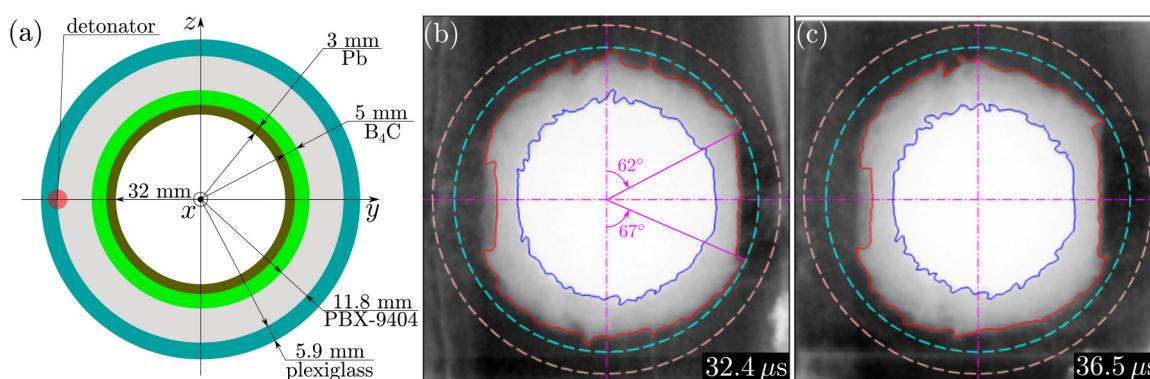 (a)
detonator
z
3 mm
Pb
5 mm
B₄C
32 mm
x
y
11.8 mm
PBX-9404
5.9 mm
plexiglass
(b)
62°
67°
32.4 μs
(c)
36.5 μs